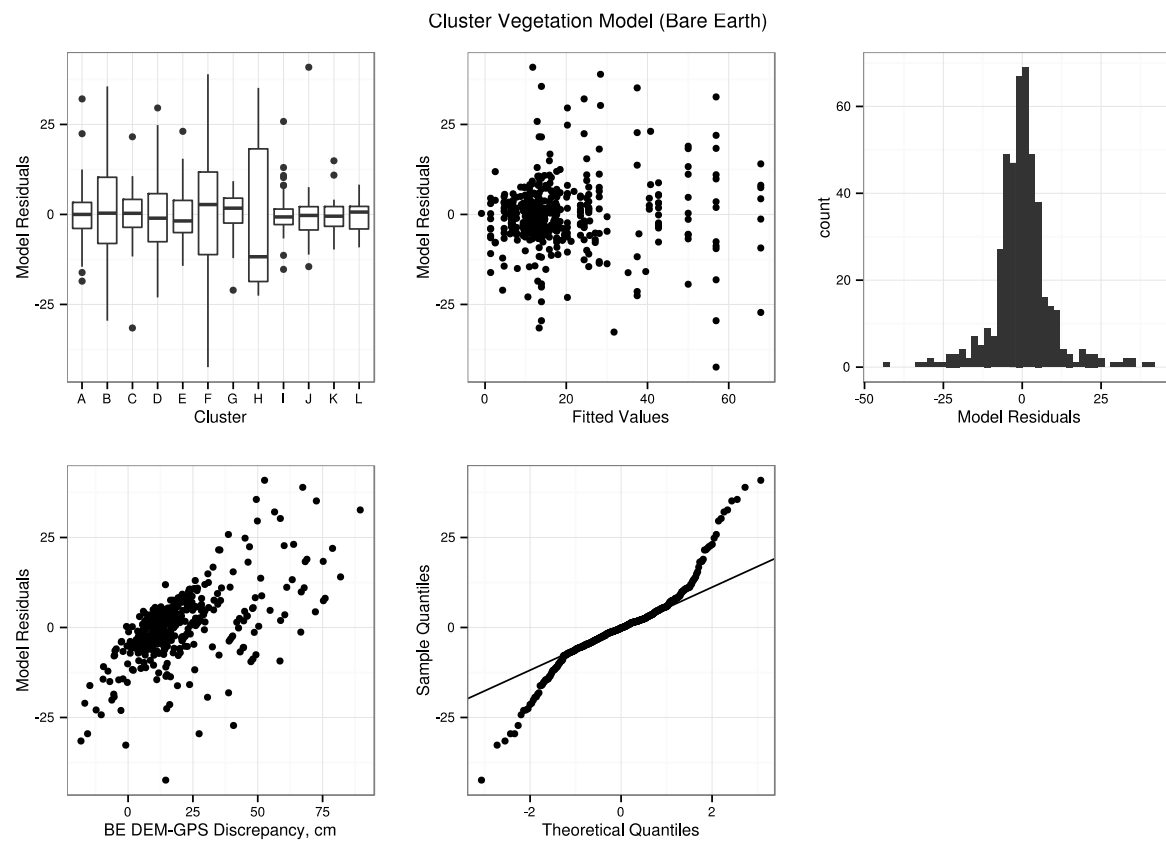 Cluster Vegetation Model (Bare Earth)
Model Residuals
25
0
-25
A B C D E F G H I J K L
Cluster
Model Residuals
25
0
-25
0 20 40 60
Fitted Values
count
60
40
20
0
-50 -25 0 25
Model Residuals
Model Residuals
25
0
-25
0 25 50 75
BE DEM-GPS Discrepancy, cm
Sample Quantiles
25
0
-25
-2 0 2
Theoretical Quantiles